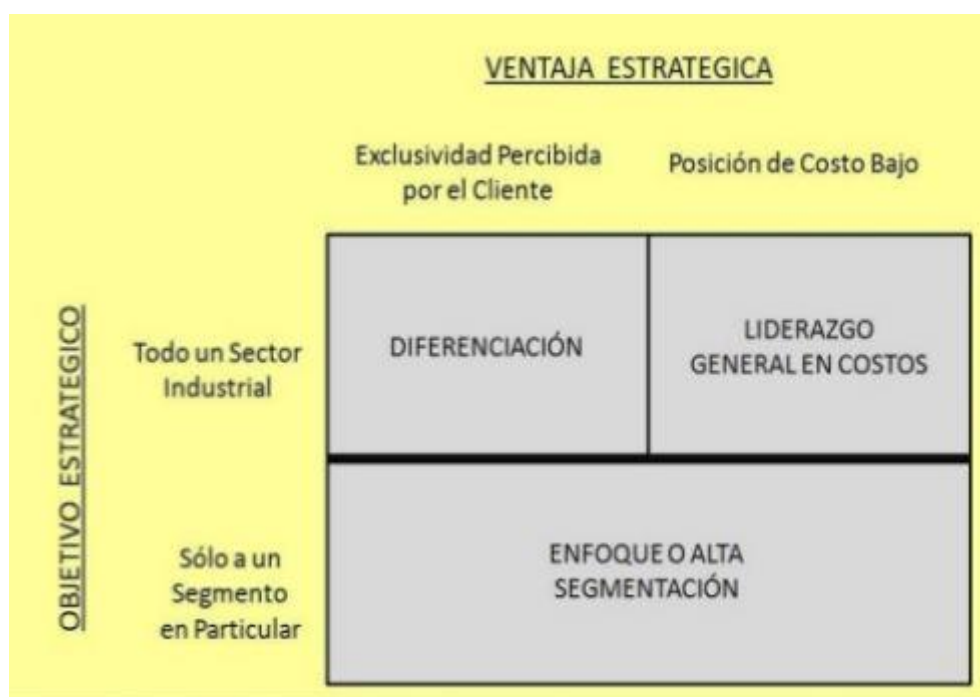 VENTAJA ESTRATEGICA
Exclusividad Percibida
por el Cliente
Posición de Costo Bajo
OBJETIVO ESTRATEGICO
Todo un Sector
Industrial
DIFERENCIACIÓN
LIDERAZGO
GENERAL EN COSTOS
Sólo a un
Segmento
en Particular
ENFOQUE O ALTA
SEGMENTACIÓN